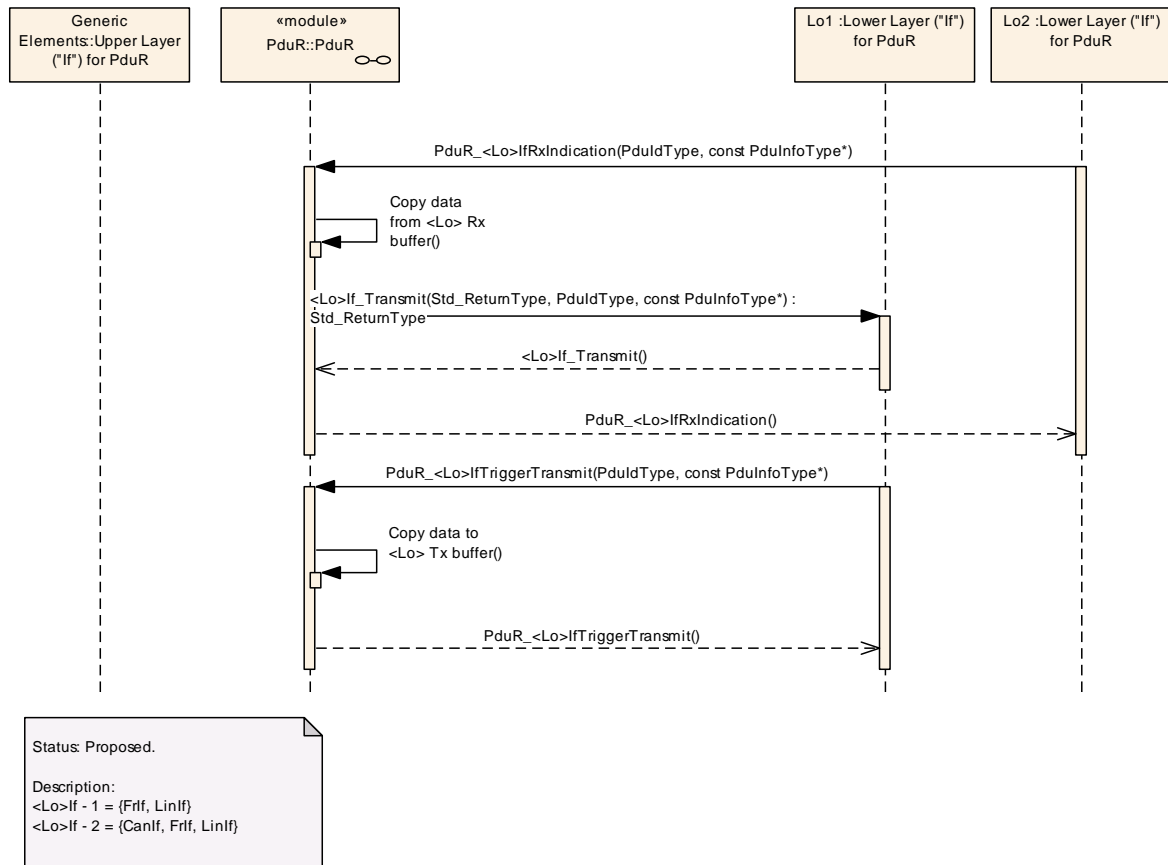 Generic
Elements::Upper Layer
("If") for PduR
«module»
PduR::PduR
Lo1 :Lower Layer ("If")
for PduR
Lo2 :Lower Layer ("If")
for PduR
PduR_<Lo>IfRxIndication(PduIdType, const PduInfoType*)
Copy data
from <Lo> Rx
buffer()
<Lo>If_Transmit(Std_ReturnType, PduIdType, const PduInfoType*) :
Std_ReturnType
<Lo>If_Transmit()
PduR_<Lo>IfRxIndication()
PduR_<Lo>IfTriggerTransmit(PduIdType, const PduInfoType*)
Copy data to
<Lo> Tx buffer()
PduR_<Lo>IfTriggerTransmit()
Status: Proposed.
Description:
<Lo>If - 1 = {FrIf, LinIf}
<Lo>If - 2 = {CanIf, FrIf, LinIf}